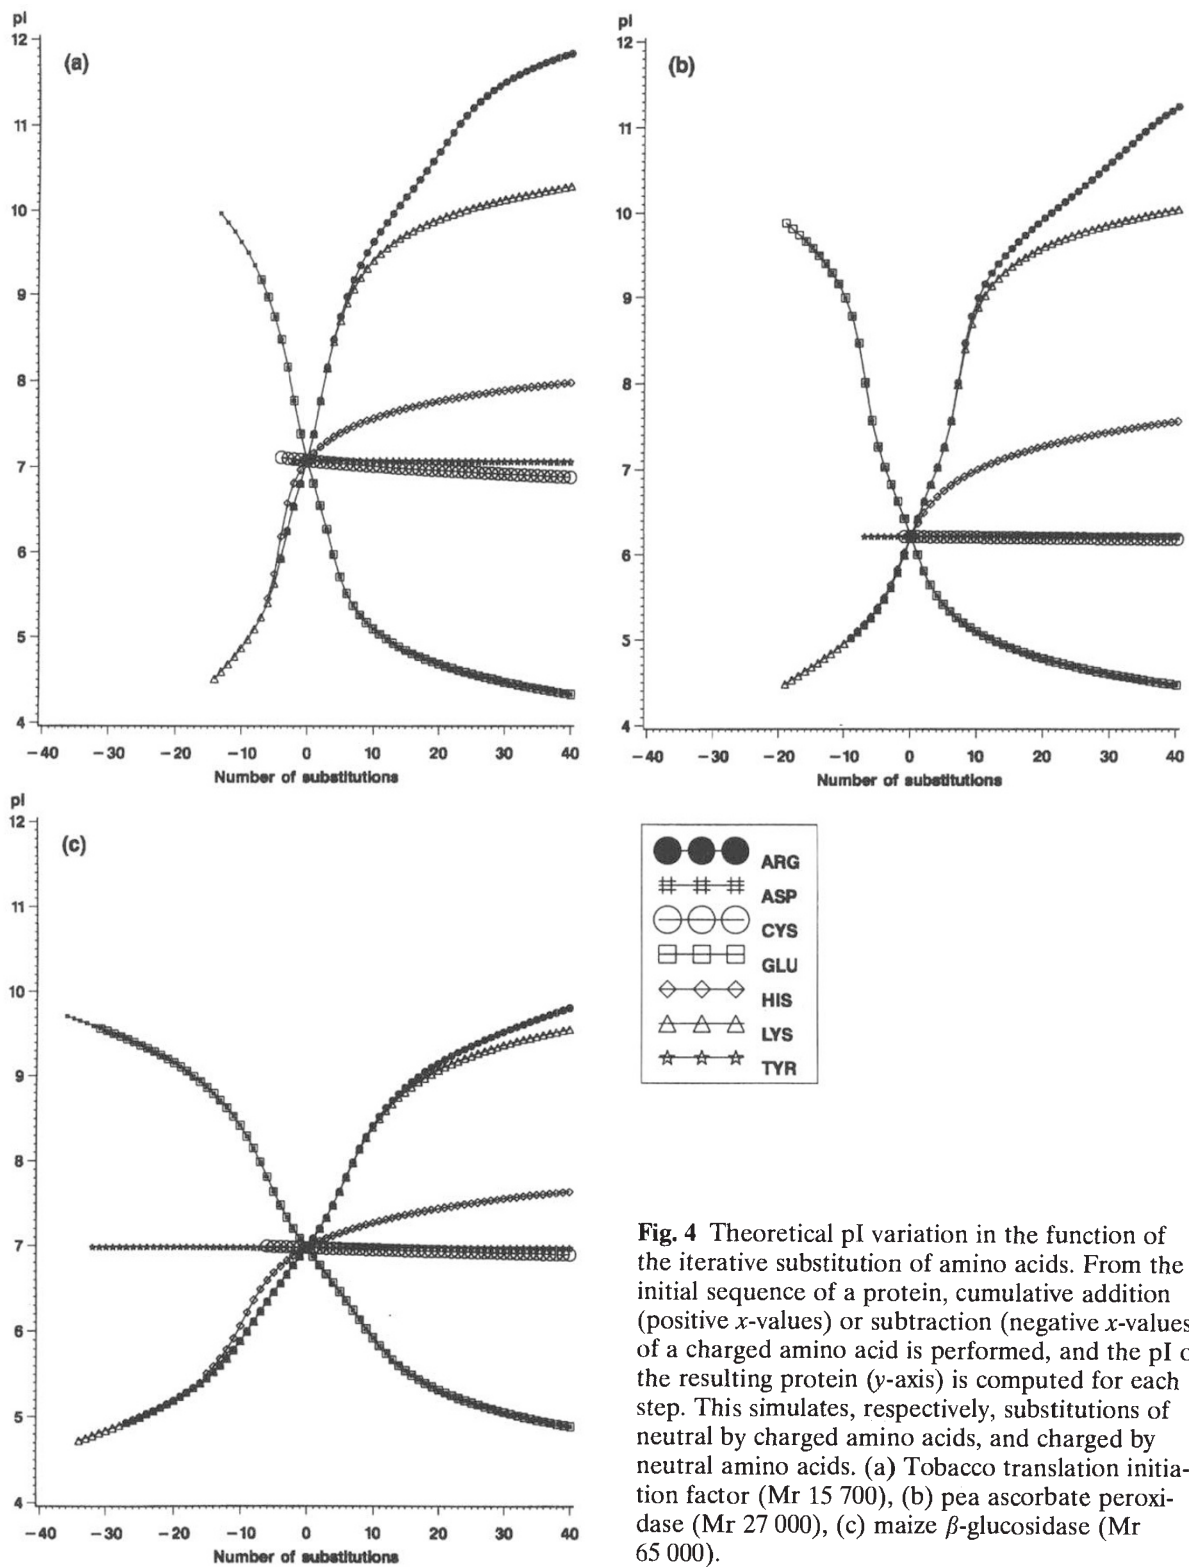 pI
12
11
10
9
8
7
6
5
4
(a)
−40 −30 −20 −10 0 10 20 30 40
Number of substitutions
pI
12
11
10
9
8
7
6
5
4
(b)
−40 −30 −20 −10 0 10 20 30 40
Number of substitutions
pI
12
11
10
9
8
7
6
5
4
(c)
−40 −30 −20 −10 0 10 20 30 40
Number of substitutions
ARG
ASP
CYS
GLU
HIS
LYS
TYR
Fig. 4 Theoretical pI variation in the function of
the iterative substitution of amino acids. From the
initial sequence of a protein, cumulative addition
(positive x-values) or subtraction (negative x-values
of a charged amino acid is performed, and the pI o
the resulting protein (y-axis) is computed for each
step. This simulates, respectively, substitutions of
neutral by charged amino acids, and charged by
neutral amino acids. (a) Tobacco translation initia-
tion factor (Mr 15 700), (b) pea ascorbate peroxi-
dase (Mr 27 000), (c) maize β-glucosidase (Mr
65 000).